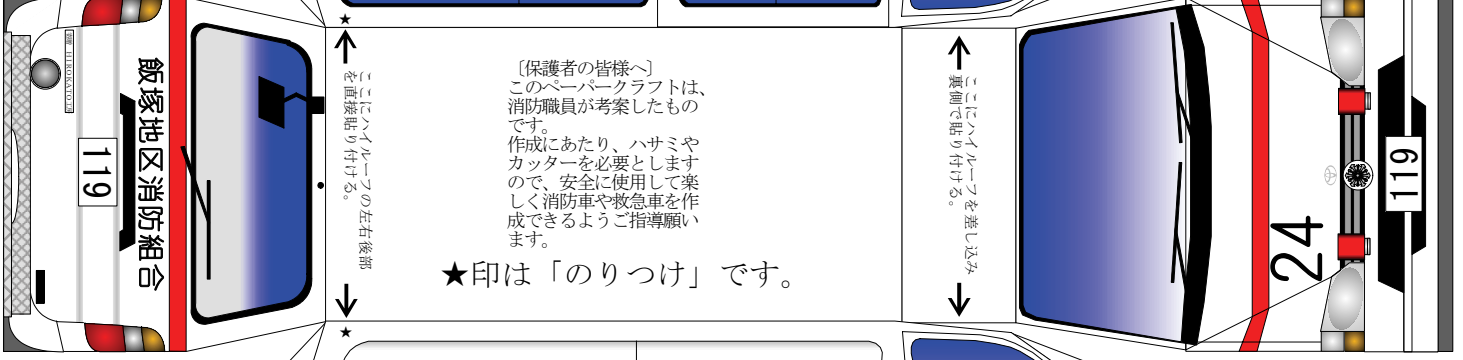 飯塚地区消防組合
119
ここにハイルーフの左右後部
を直接貼り付ける。
★
★
〔保護者の皆様へ〕
このペーパークラフトは、
消防職員が考案したもの
です。
作成にあたり、ハサミや
カッターを必要とします
ので、安全に使用して楽
しく消防車や救急車を作
成できるようご指導願い
ます。
★印は「のりつけ」です。
ここにハイルーフを差し込み
裏側で貼り付ける。
24
119